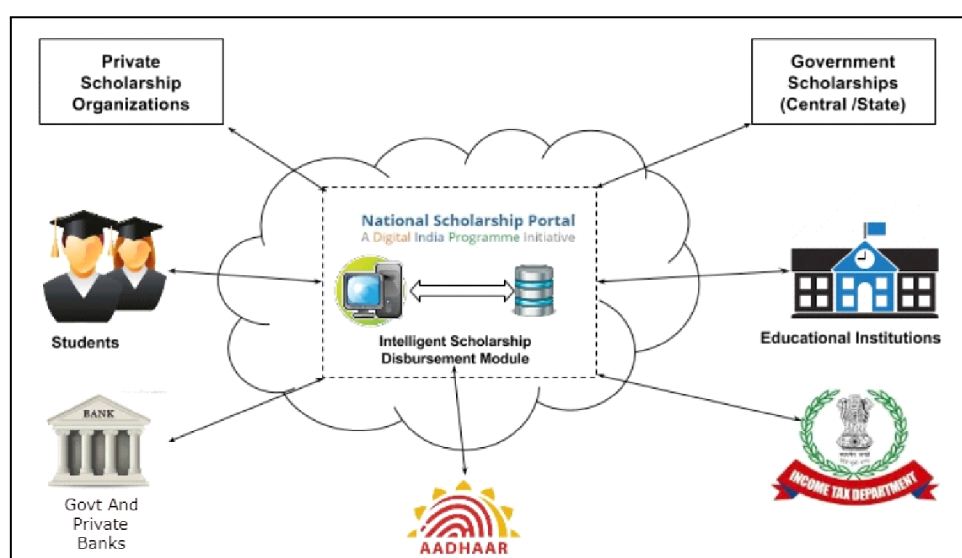 Private
Scholarship
Organizations
Government
Scholarships
(Central /State)
National Scholarship Portal
A Digital India Programme Initiative
Intelligent Scholarship
Disbursement Module
Students
Educational Institutions
BANK
Govt And
Private
Banks
AADHAAR
INCOME TAX DEPARTMENT